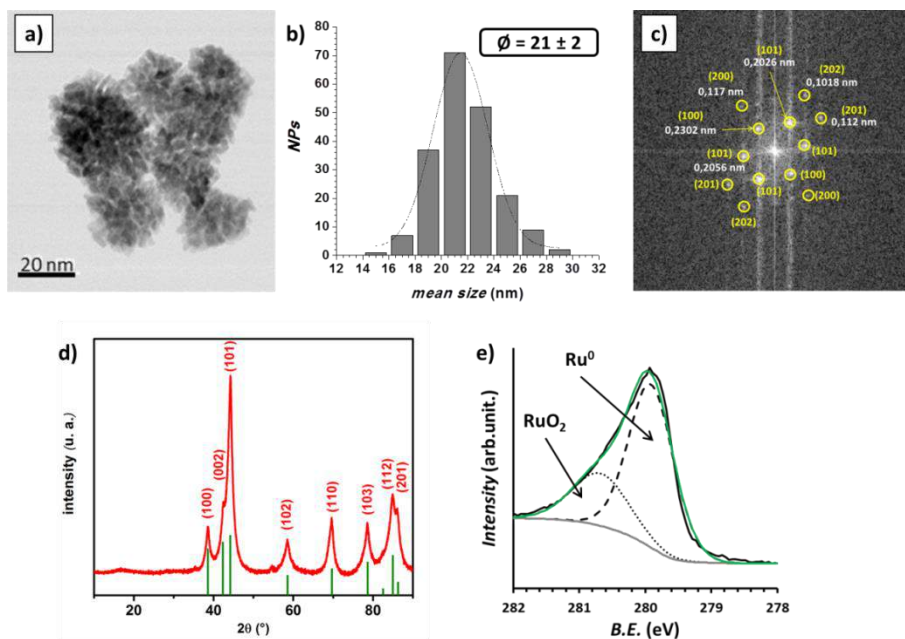 a)
20 nm
b)
Ø = 21 ± 2
NPs
80
70
60
50
40
30
20
10
0
12 14 16 18 20 22 24 26 28 30 32
mean size (nm)
c)
(101)
0,2026 nm
(202)
0,1018 nm
(200)
0,117 nm
(201)
0,112 nm
(100)
0,2302 nm
(101)
(101)
0,2056 nm
(100)
(201)
(101)
(200)
(202)
d)
intensity (u. a.)
(100)
(002)
(101)
(102)
(110)
(103)
(112)
(201)
20 40 60 80
2θ (°)
e)
Intensity (arb.unit.)
Ru⁰
RuO₂
282 281 280 279 278
B.E. (eV)